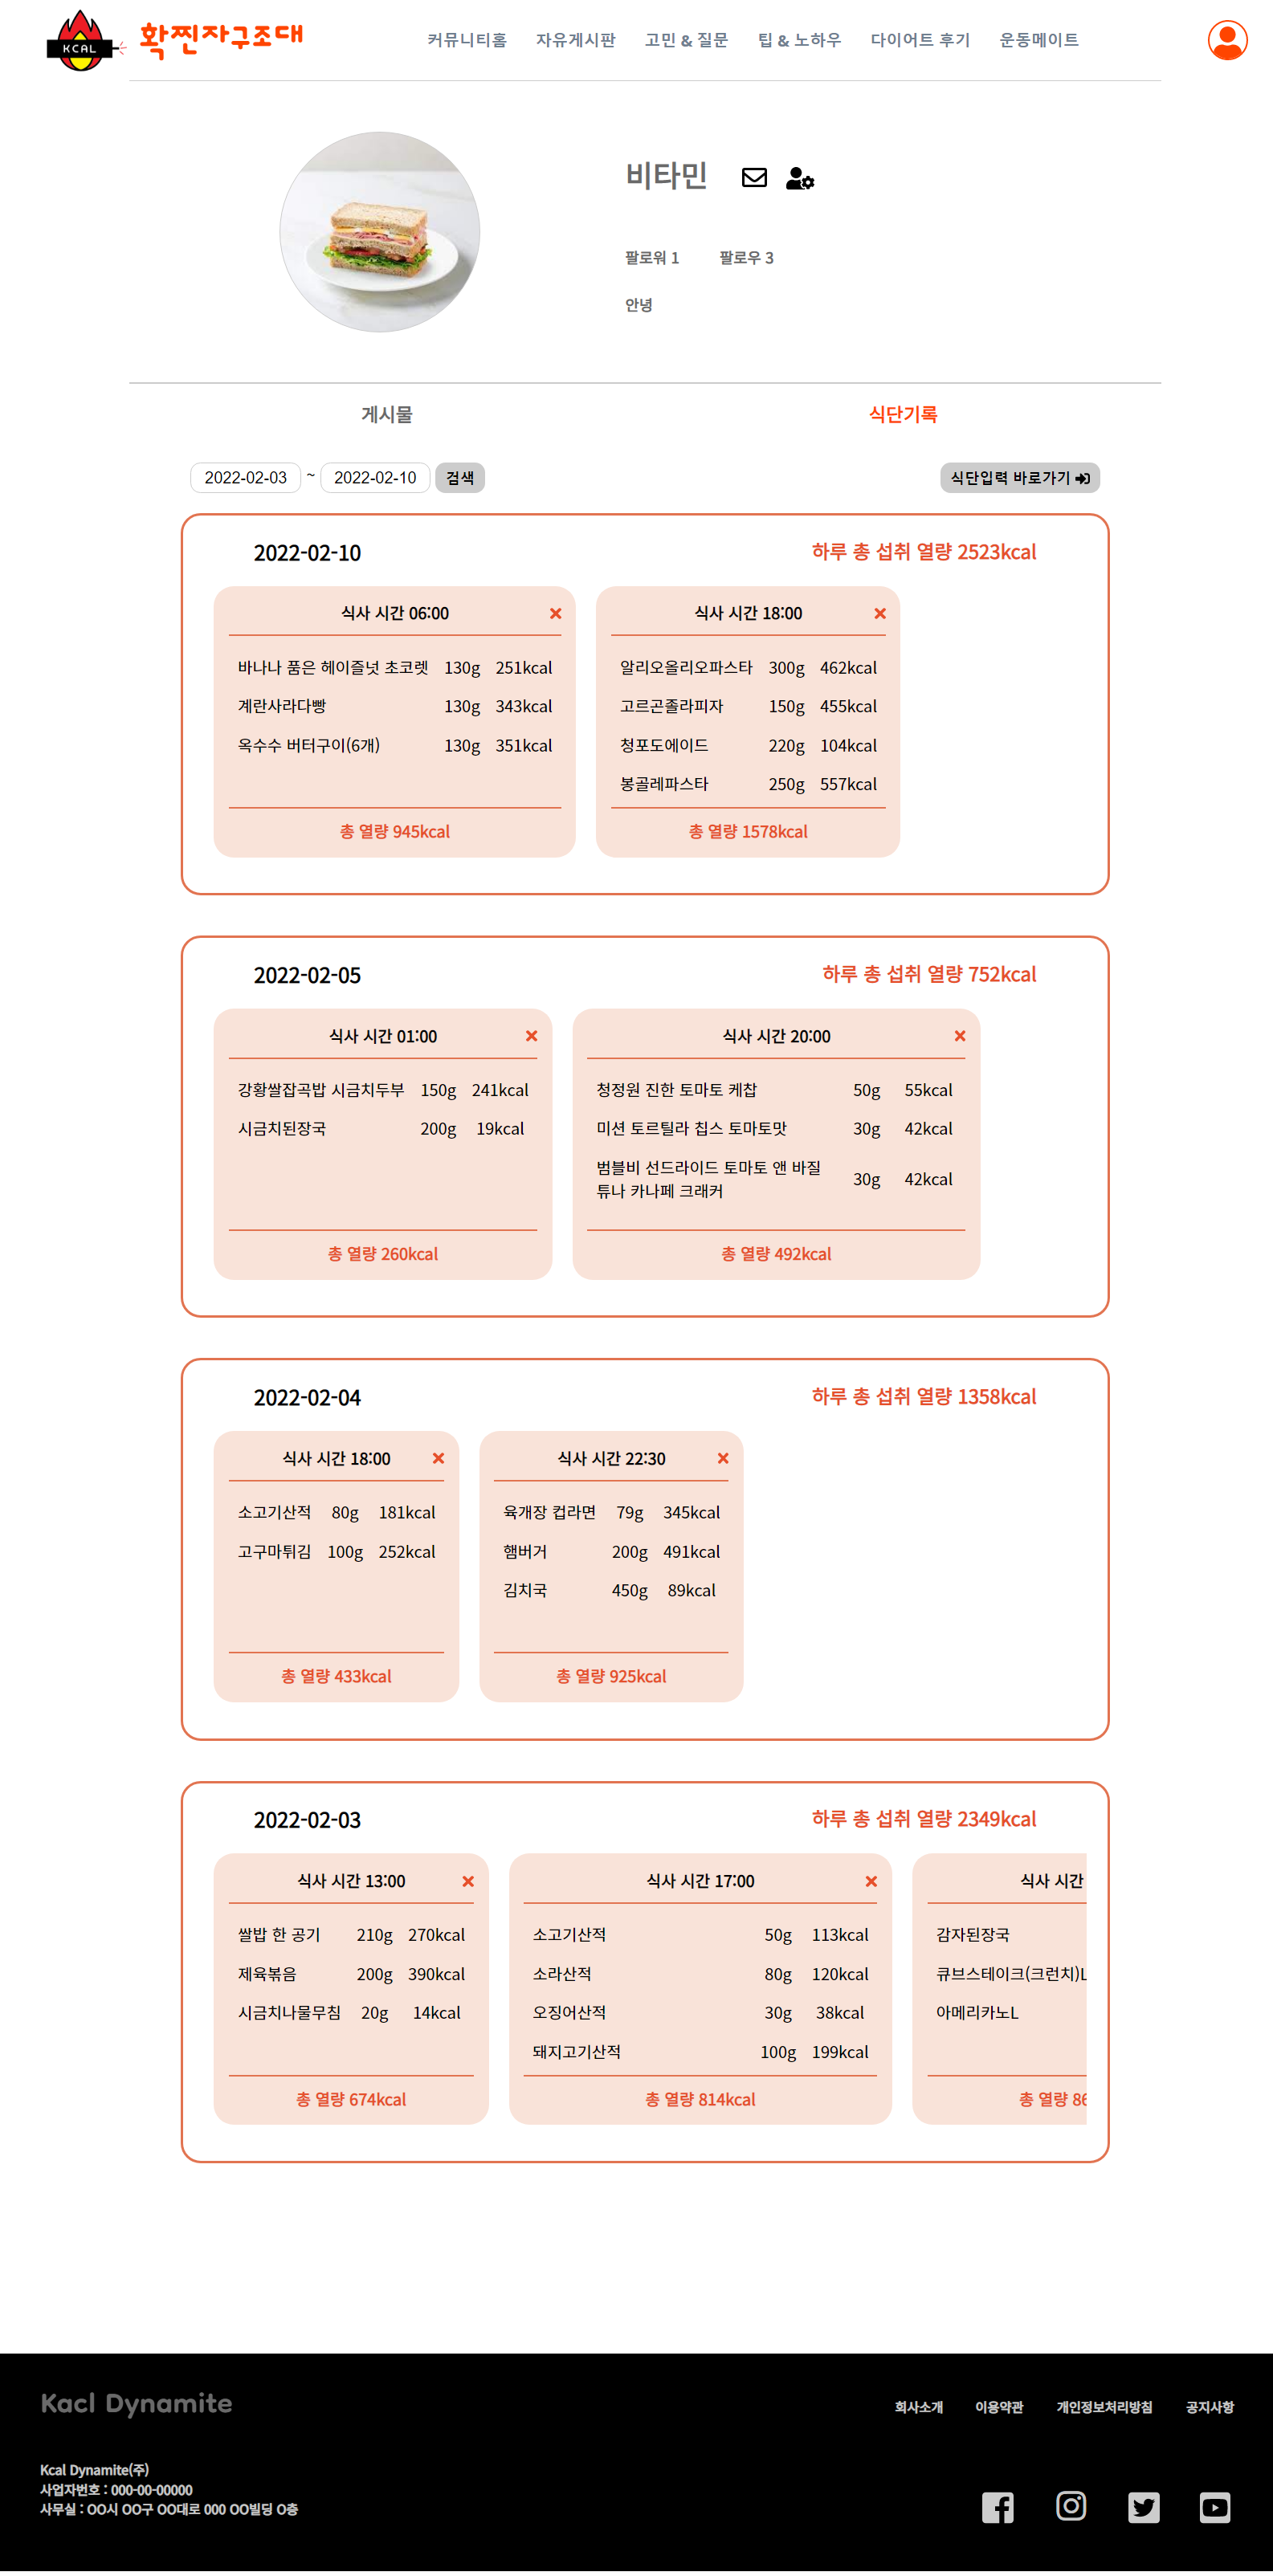 KCAL
확찐자구조대
커뮤니티홈 자유게시판 고민 & 질문 팁 & 노하우 다이어트 후기 운동메이트
비타민
팔로워 1 팔로우 3
안녕
게시물 식단기록
2022-02-03 ~ 2022-02-10 검색 식단입력 바로가기
2022-02-10 하루 총 섭취 열량 2523kcal
식사 시간 06:00
바나나 품은 헤이즐넛 초코렛 130g 251kcal
계란사라다빵 130g 343kcal
옥수수 버터구이(6개) 130g 351kcal
총 열량 945kcal
식사 시간 18:00
알리오올리오파스타 300g 462kcal
고르곤졸라피자 150g 455kcal
청포도에이드 220g 104kcal
봉골레파스타 250g 557kcal
총 열량 1578kcal
2022-02-05 하루 총 섭취 열량 752kcal
식사 시간 01:00
강황쌀잡곡밥 시금치두부 150g 241kcal
시금치된장국 200g 19kcal
총 열량 260kcal
식사 시간 20:00
청정원 진한 토마토 케찹 50g 55kcal
미션 토르틸라 칩스 토마토맛 30g 42kcal
범블비 선드라이드 토마토 앤 바질
튜나 카나페 크래커 30g 42kcal
총 열량 492kcal
2022-02-04 하루 총 섭취 열량 1358kcal
식사 시간 18:00
소고기산적 80g 181kcal
고구마튀김 100g 252kcal
총 열량 433kcal
식사 시간 22:30
육개장 컵라면 79g 345kcal
햄버거 200g 491kcal
김치국 450g 89kcal
총 열량 925kcal
2022-02-03 하루 총 섭취 열량 2349kcal
식사 시간 13:00
쌀밥 한 공기 210g 270kcal
제육볶음 200g 390kcal
시금치나물무침 20g 14kcal
총 열량 674kcal
식사 시간 17:00
소고기산적 50g 113kcal
소라산적 80g 120kcal
오징어산적 30g 38kcal
돼지고기산적 100g 199kcal
총 열량 814kcal
식사 시간
감자된장국
큐브스테이크(크런치)L
아메리카노L
총 열량 86
Kacl Dynamite
회사소개 이용약관 개인정보처리방침 공지사항
Kcal Dynamite(주)
사업자번호 : 000-00-00000
사무실 : OO시 OO구 OO대로 000 OO빌딩 O층